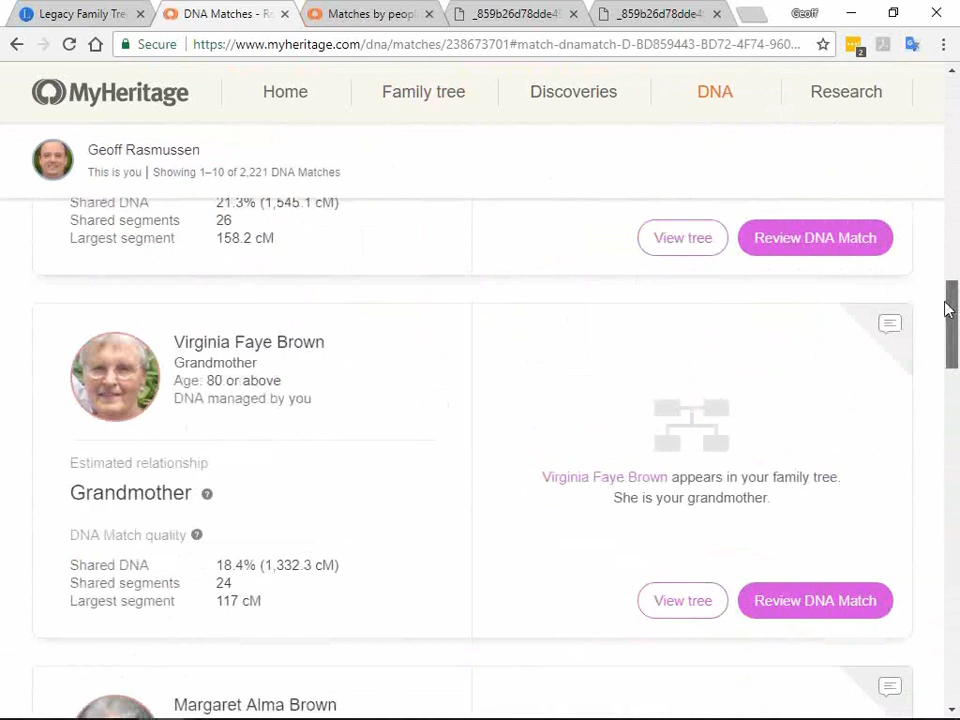 Legacy Family Tre
DNA Matches - R
Matches by peopl
_859b26d78dde4
_859b26d78dde4
Geoff
Secure
https://www.myheritage.com/dna/matches/238673701#match-dnamatch-D-BD859443-BD72-4F74-960...
2
MyHeritage
Home
Family tree
Discoveries
DNA
Research
Geoff Rasmussen
This is you | Showing 1–10 of 2,221 DNA Matches
Shared DNA 21.3% (1,545.1 cM)
Shared segments 26
Largest segment 158.2 cM
View tree
Review DNA Match
Virginia Faye Brown
Grandmother
Age: 80 or above
DNA managed by you
Estimated relationship
Grandmother ?
DNA Match quality ?
Shared DNA 18.4% (1,332.3 cM)
Shared segments 24
Largest segment 117 cM
Virginia Faye Brown appears in your family tree.
She is your grandmother.
View tree
Review DNA Match
Margaret Alma Brown